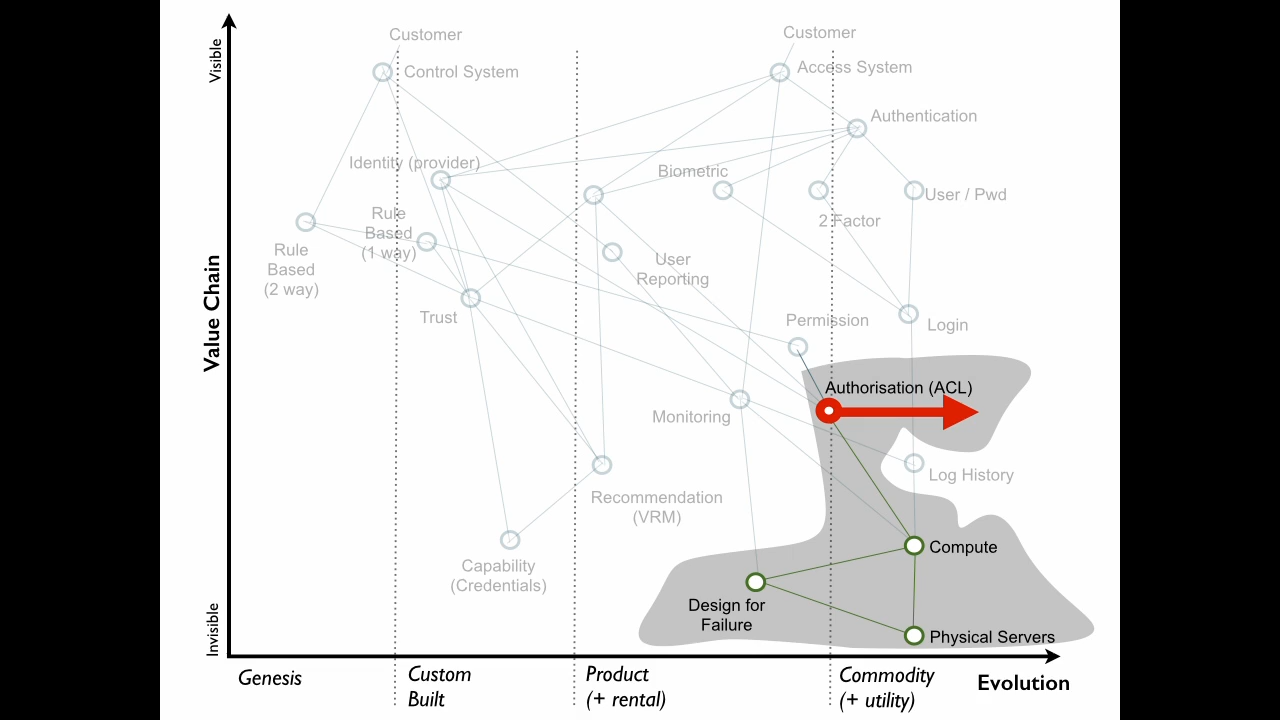 Customer
Customer
Control System
Access System
Authentication
Identity (provider)
Biometric
User / Pwd
2 Factor
Rule
Based
(1 way)
Rule
Based
(2 way)
User
Reporting
Trust
Permission
Login
Authorisation (ACL)
Monitoring
Log History
Recommendation
(VRM)
Capability
(Credentials)
Compute
Design for
Failure
Physical Servers
Visible
Value Chain
Invisible
Genesis
Custom
Built
Product
(+ rental)
Commodity
(+ utility)
Evolution